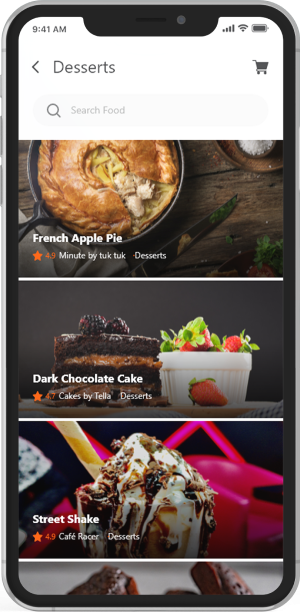 9:41 AM
Desserts
Search Food
French Apple Pie
4.9 Minute by tuk tuk ·Desserts
Dark Chocolate Cake
4.7 Cakes by Tella · Desserts
Street Shake
4.9 Café Racer · Desserts